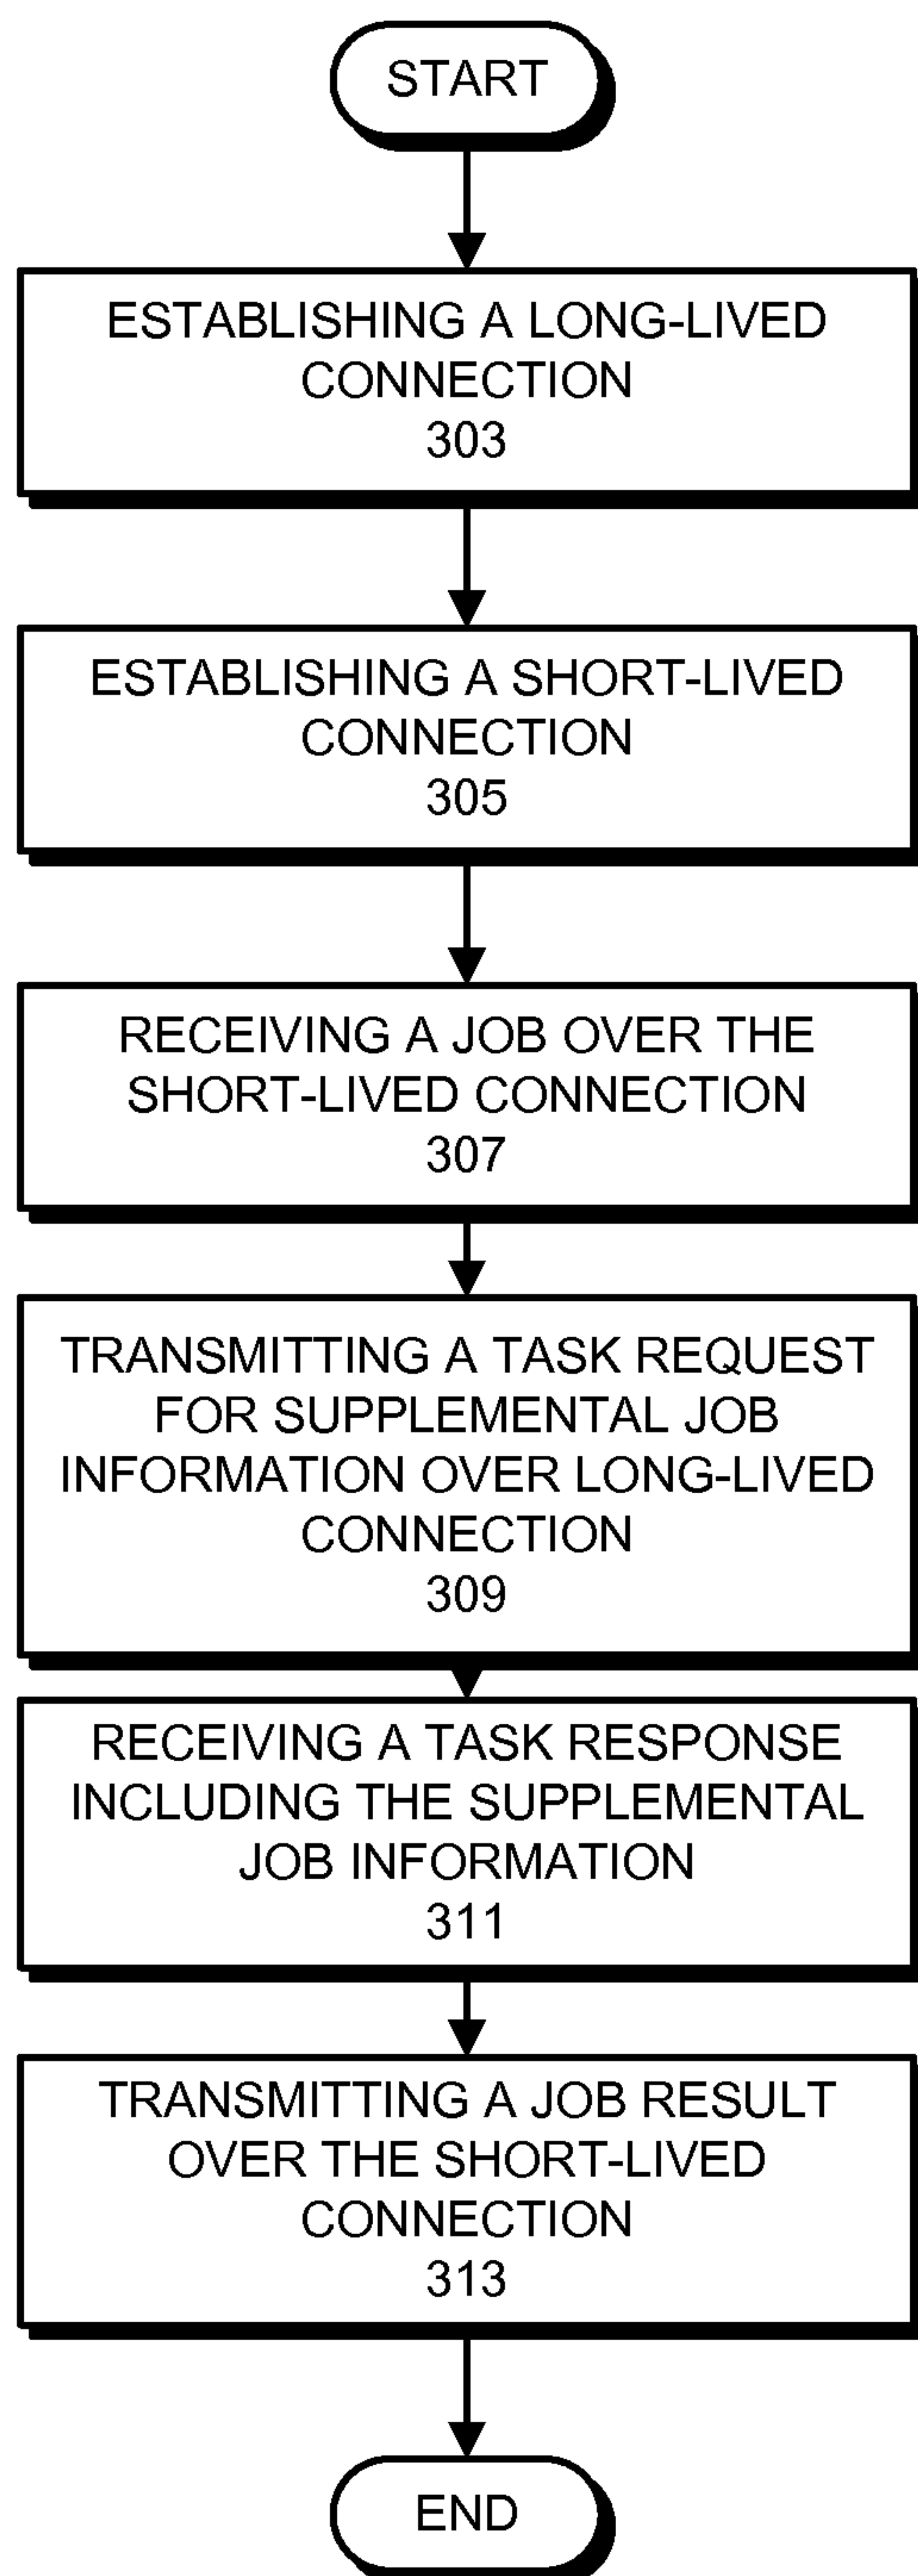 START
ESTABLISHING A LONG-LIVED
CONNECTION
303
ESTABLISHING A SHORT-LIVED
CONNECTION
305
RECEIVING A JOB OVER THE
SHORT-LIVED CONNECTION
307
TRANSMITTING A TASK REQUEST
FOR SUPPLEMENTAL JOB
INFORMATION OVER LONG-LIVED
CONNECTION
309
RECEIVING A TASK RESPONSE
INCLUDING THE SUPPLEMENTAL
JOB INFORMATION
311
TRANSMITTING A JOB RESULT
OVER THE SHORT-LIVED
CONNECTION
313
END